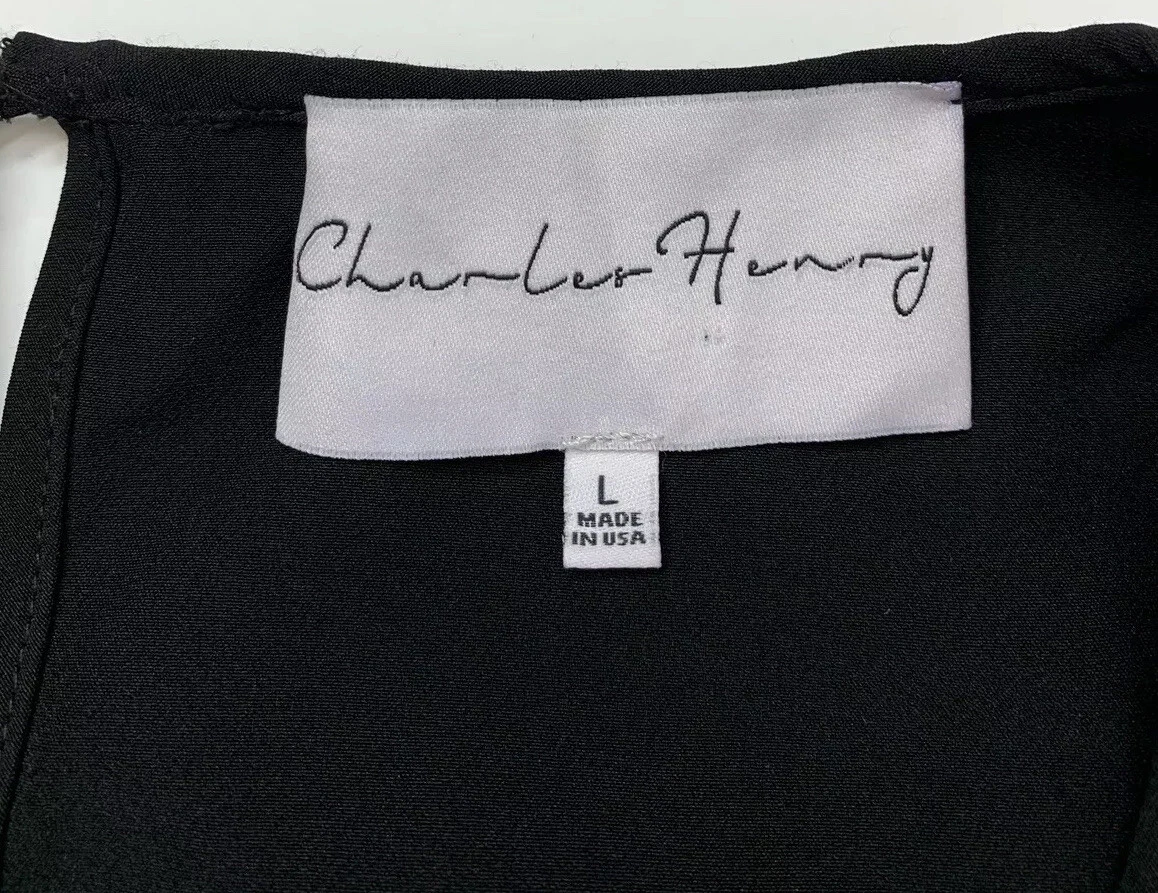 Charles Henry
L
MADE
IN USA